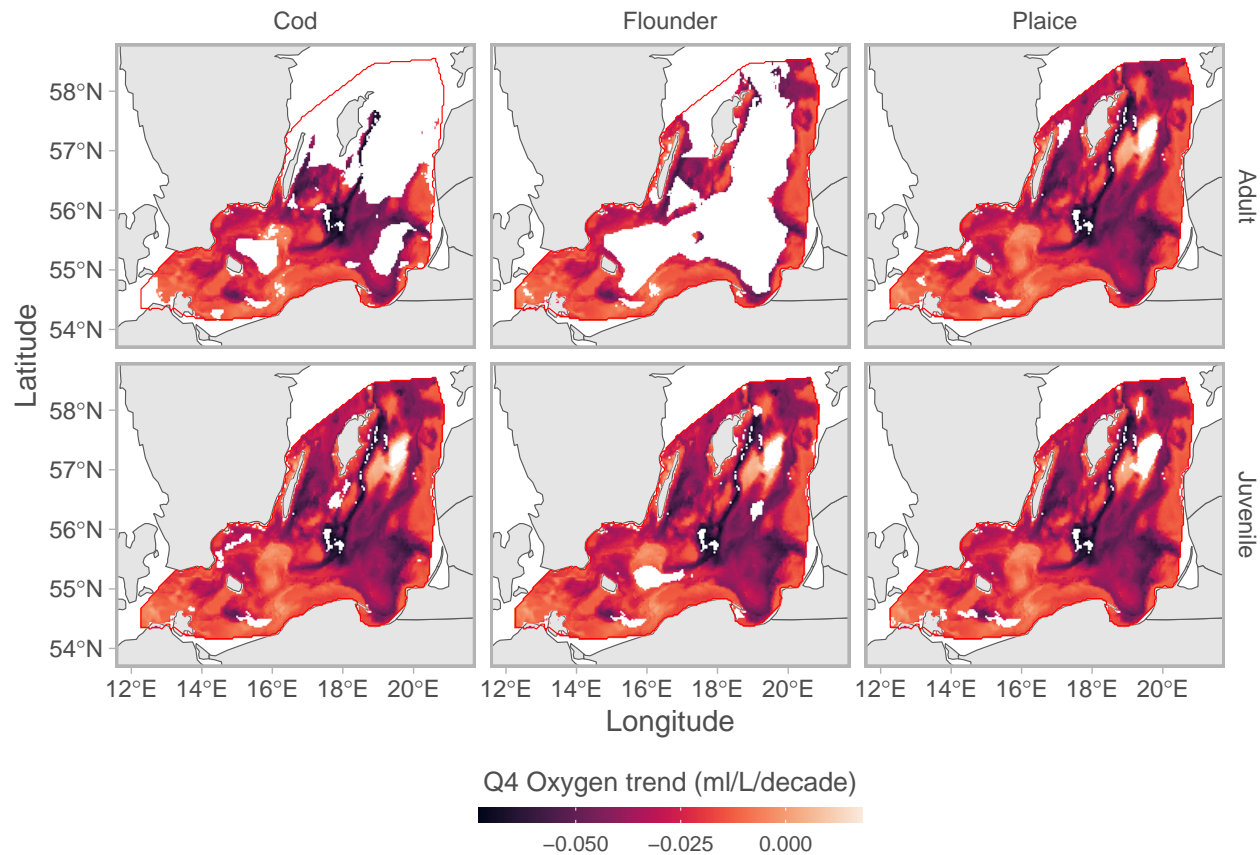 Cod Flounder Plaice
58°N
57°N
56°N
55°N
54°N
Adult
58°N
57°N
56°N
55°N
54°N
Juvenile
Latitude
12°E 14°E 16°E 18°E 20°E 12°E 14°E 16°E 18°E 20°E 12°E 14°E 16°E 18°E 20°E
Longitude
Q4 Oxygen trend (ml/L/decade)
−0.050 −0.025 0.000